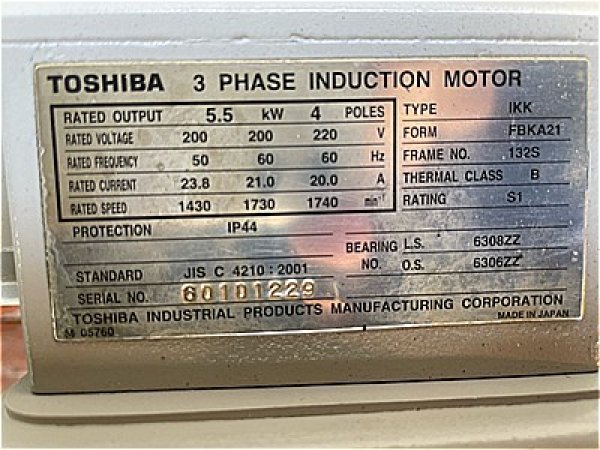 TOSHIBA 3 PHASE INDUCTION MOTOR
RATED OUTPUT 5.5 kW 4 POLES
RATED VOLTAGE 200 200 220 V
RATED FREQUENCY 50 60 60 Hz
RATED CURRENT 23.8 21.0 20.0 A
RATED SPEED 1430 1730 1740 min⁻¹
TYPE IKK
FORM FBKA21
FRAME NO. 132S
THERMAL CLASS B
RATING S1
PROTECTION IP44
BEARING NO. L.S. 6308ZZ
O.S. 6306ZZ
STANDARD JIS C 4210:2001
SERIAL NO. 60101229
TOSHIBA INDUSTRIAL PRODUCTS MANUFACTURING CORPORATION
M 05760 MADE IN JAPAN